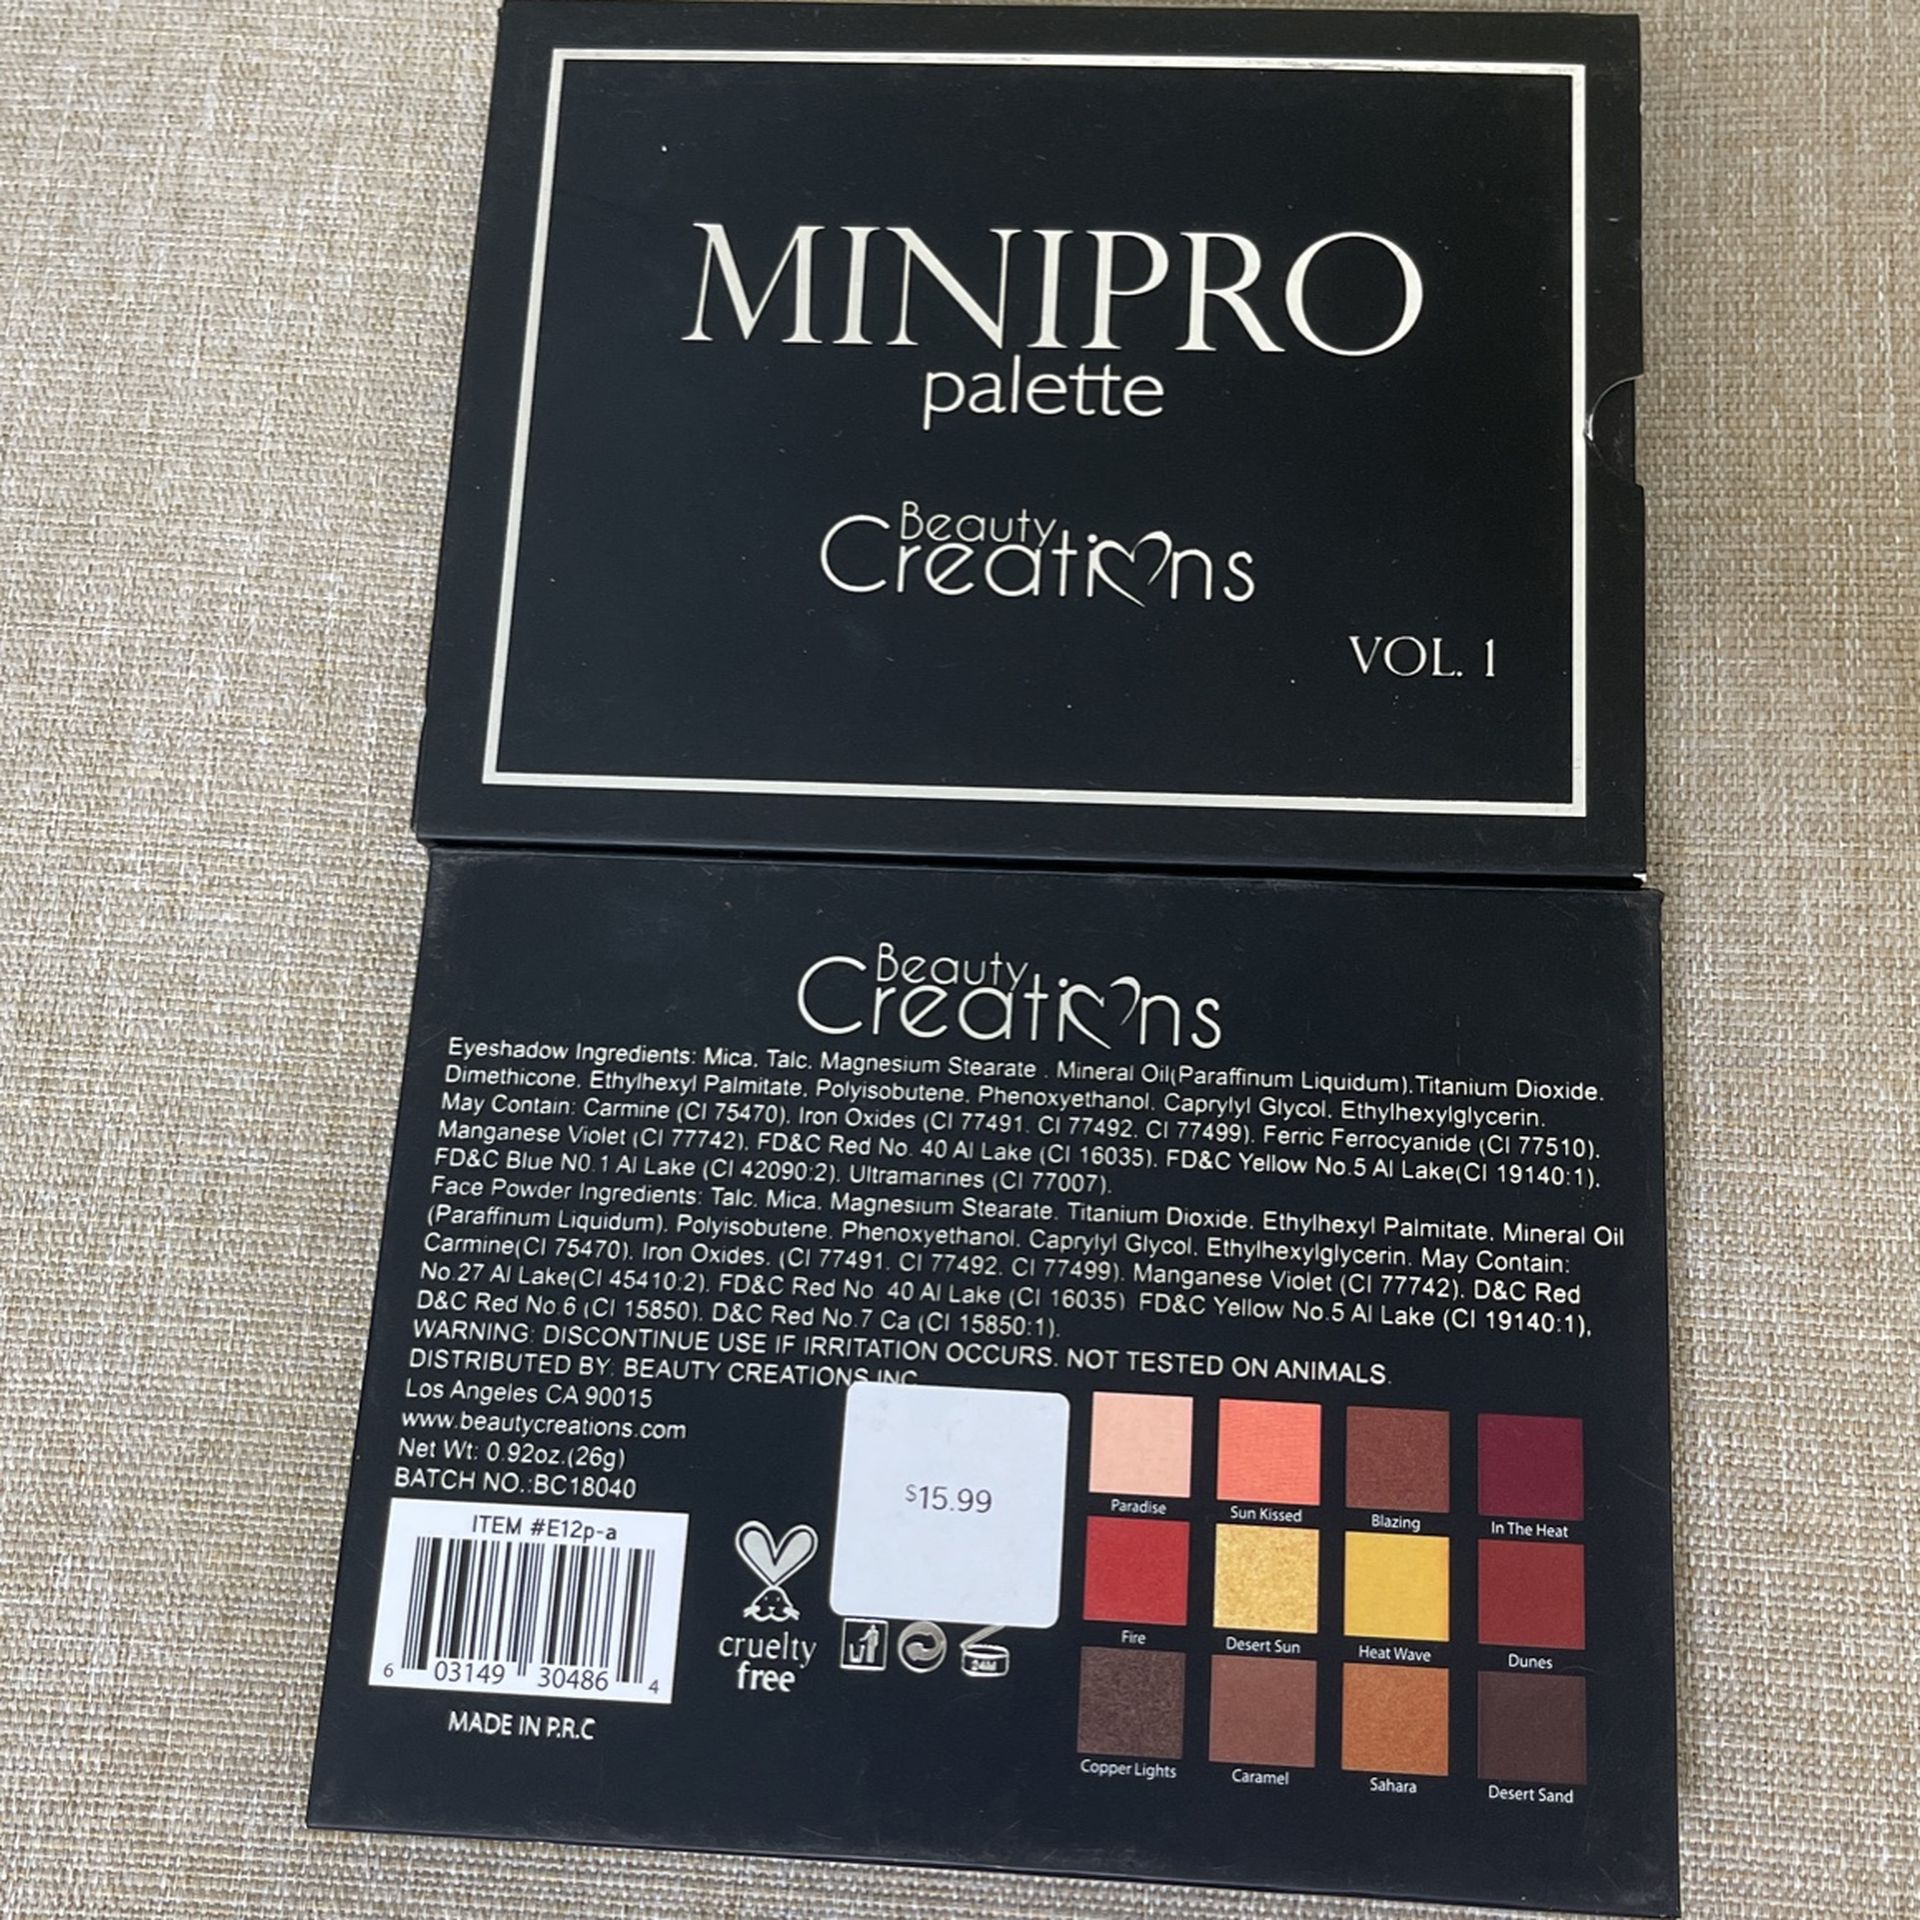 MINIPRO
palette
Beauty
Creations
VOL. 1
Beauty
Creations
Eyeshadow Ingredients: Mica. Talc. Magnesium Stearate . Mineral Oil(Paraffinum Liquidum).Titanium Dioxide.
Dimethicone. Ethylhexyl Palmitate. Polyisobutene. Phenoxyethanol. Caprylyl Glycol. Ethylhexylglycerin.
May Contain: Carmine (CI 75470). Iron Oxides (CI 77491. CI 77492. CI 77499). Ferric Ferrocyanide (CI 77510).
Manganese Violet (CI 77742). FD&C Red No. 40 Al Lake (CI 16035). FD&C Yellow No.5 Al Lake(CI 19140:1).
FD&C Blue N0.1 Al Lake (CI 42090:2). Ultramarines (CI 77007).
Face Powder Ingredients: Talc. Mica. Magnesium Stearate. Titanium Dioxide. Ethylhexyl Palmitate. Mineral Oil
(Paraffinum Liquidum). Polyisobutene. Phenoxyethanol. Caprylyl Glycol. Ethylhexylglycerin. May Contain:
Carmine(CI 75470). Iron Oxides. (CI 77491. CI 77492. CI 77499). Manganese Violet (CI 77742). D&C Red
No.27 Al Lake(CI 45410:2). FD&C Red No 40 Al Lake (CI 16035) FD&C Yellow No.5 Al Lake (CI 19140:1),
D&C Red No.6 (CI 15850). D&C Red No.7 Ca (CI 15850:1).
WARNING: DISCONTINUE USE IF IRRITATION OCCURS. NOT TESTED ON ANIMALS.
DISTRIBUTED BY: BEAUTY CREATIONS INC
Los Angeles CA 90015
www.beautycreations.com
Net Wt: 0.92oz.(26g)
BATCH NO.:BC18040
ITEM #E12p-a
6 03149 30486 4
MADE IN P.R.C
cruelty
free
$15.99
24M
Paradise Sun Kissed Blazing In The Heat
Fire Desert Sun Heat Wave Dunes
Copper Lights Caramel Sahara Desert Sand